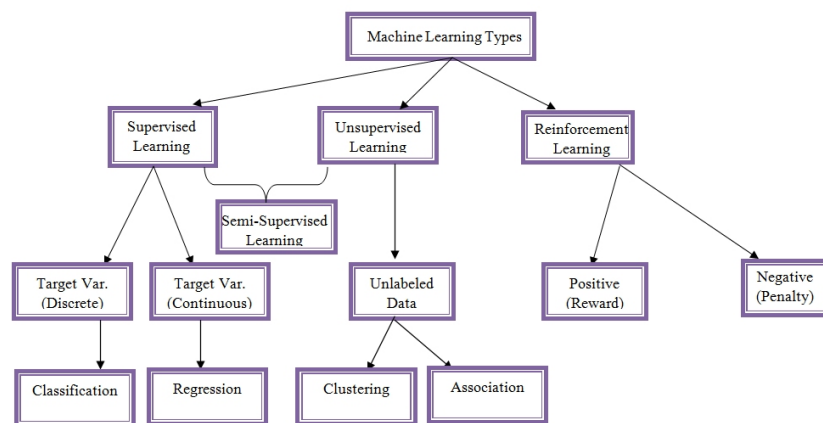 Machine Learning Types
Supervised
Learning
Unsupervised
Learning
Reinforcement
Learning
Semi-Supervised
Learning
Target Var.
(Discrete)
Target Var.
(Continuous)
Unlabeled
Data
Positive
(Reward)
Negative
(Penalty)
Classification
Regression
Clustering
Association